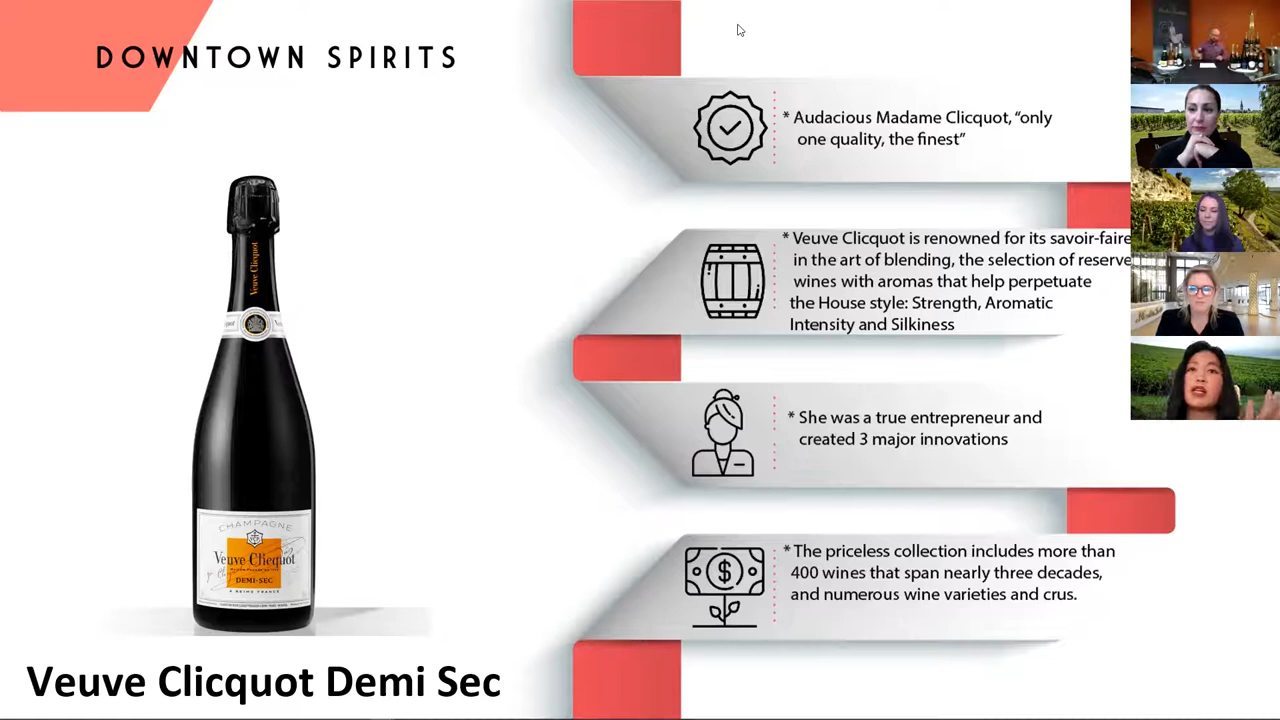 DOWNTOWN SPIRITS
* Audacious Madame Clicquot, “only
one quality, the finest”
* Veuve Clicquot is renowned for its savoir-faire
in the art of blending, the selection of reserve
wines with aromas that help perpetuate
the House style: Strength, Aromatic
Intensity and Silkiness
* She was a true entrepreneur and
created 3 major innovations
* The priceless collection includes more than
400 wines that span nearly three decades,
and numerous wine varieties and crus.
$
Veuve Clicquot
CHAMPAGNE
Veuve Clicquot
DEMI-SEC
A REIMS FRANCE
Veuve Clicquot Demi Sec